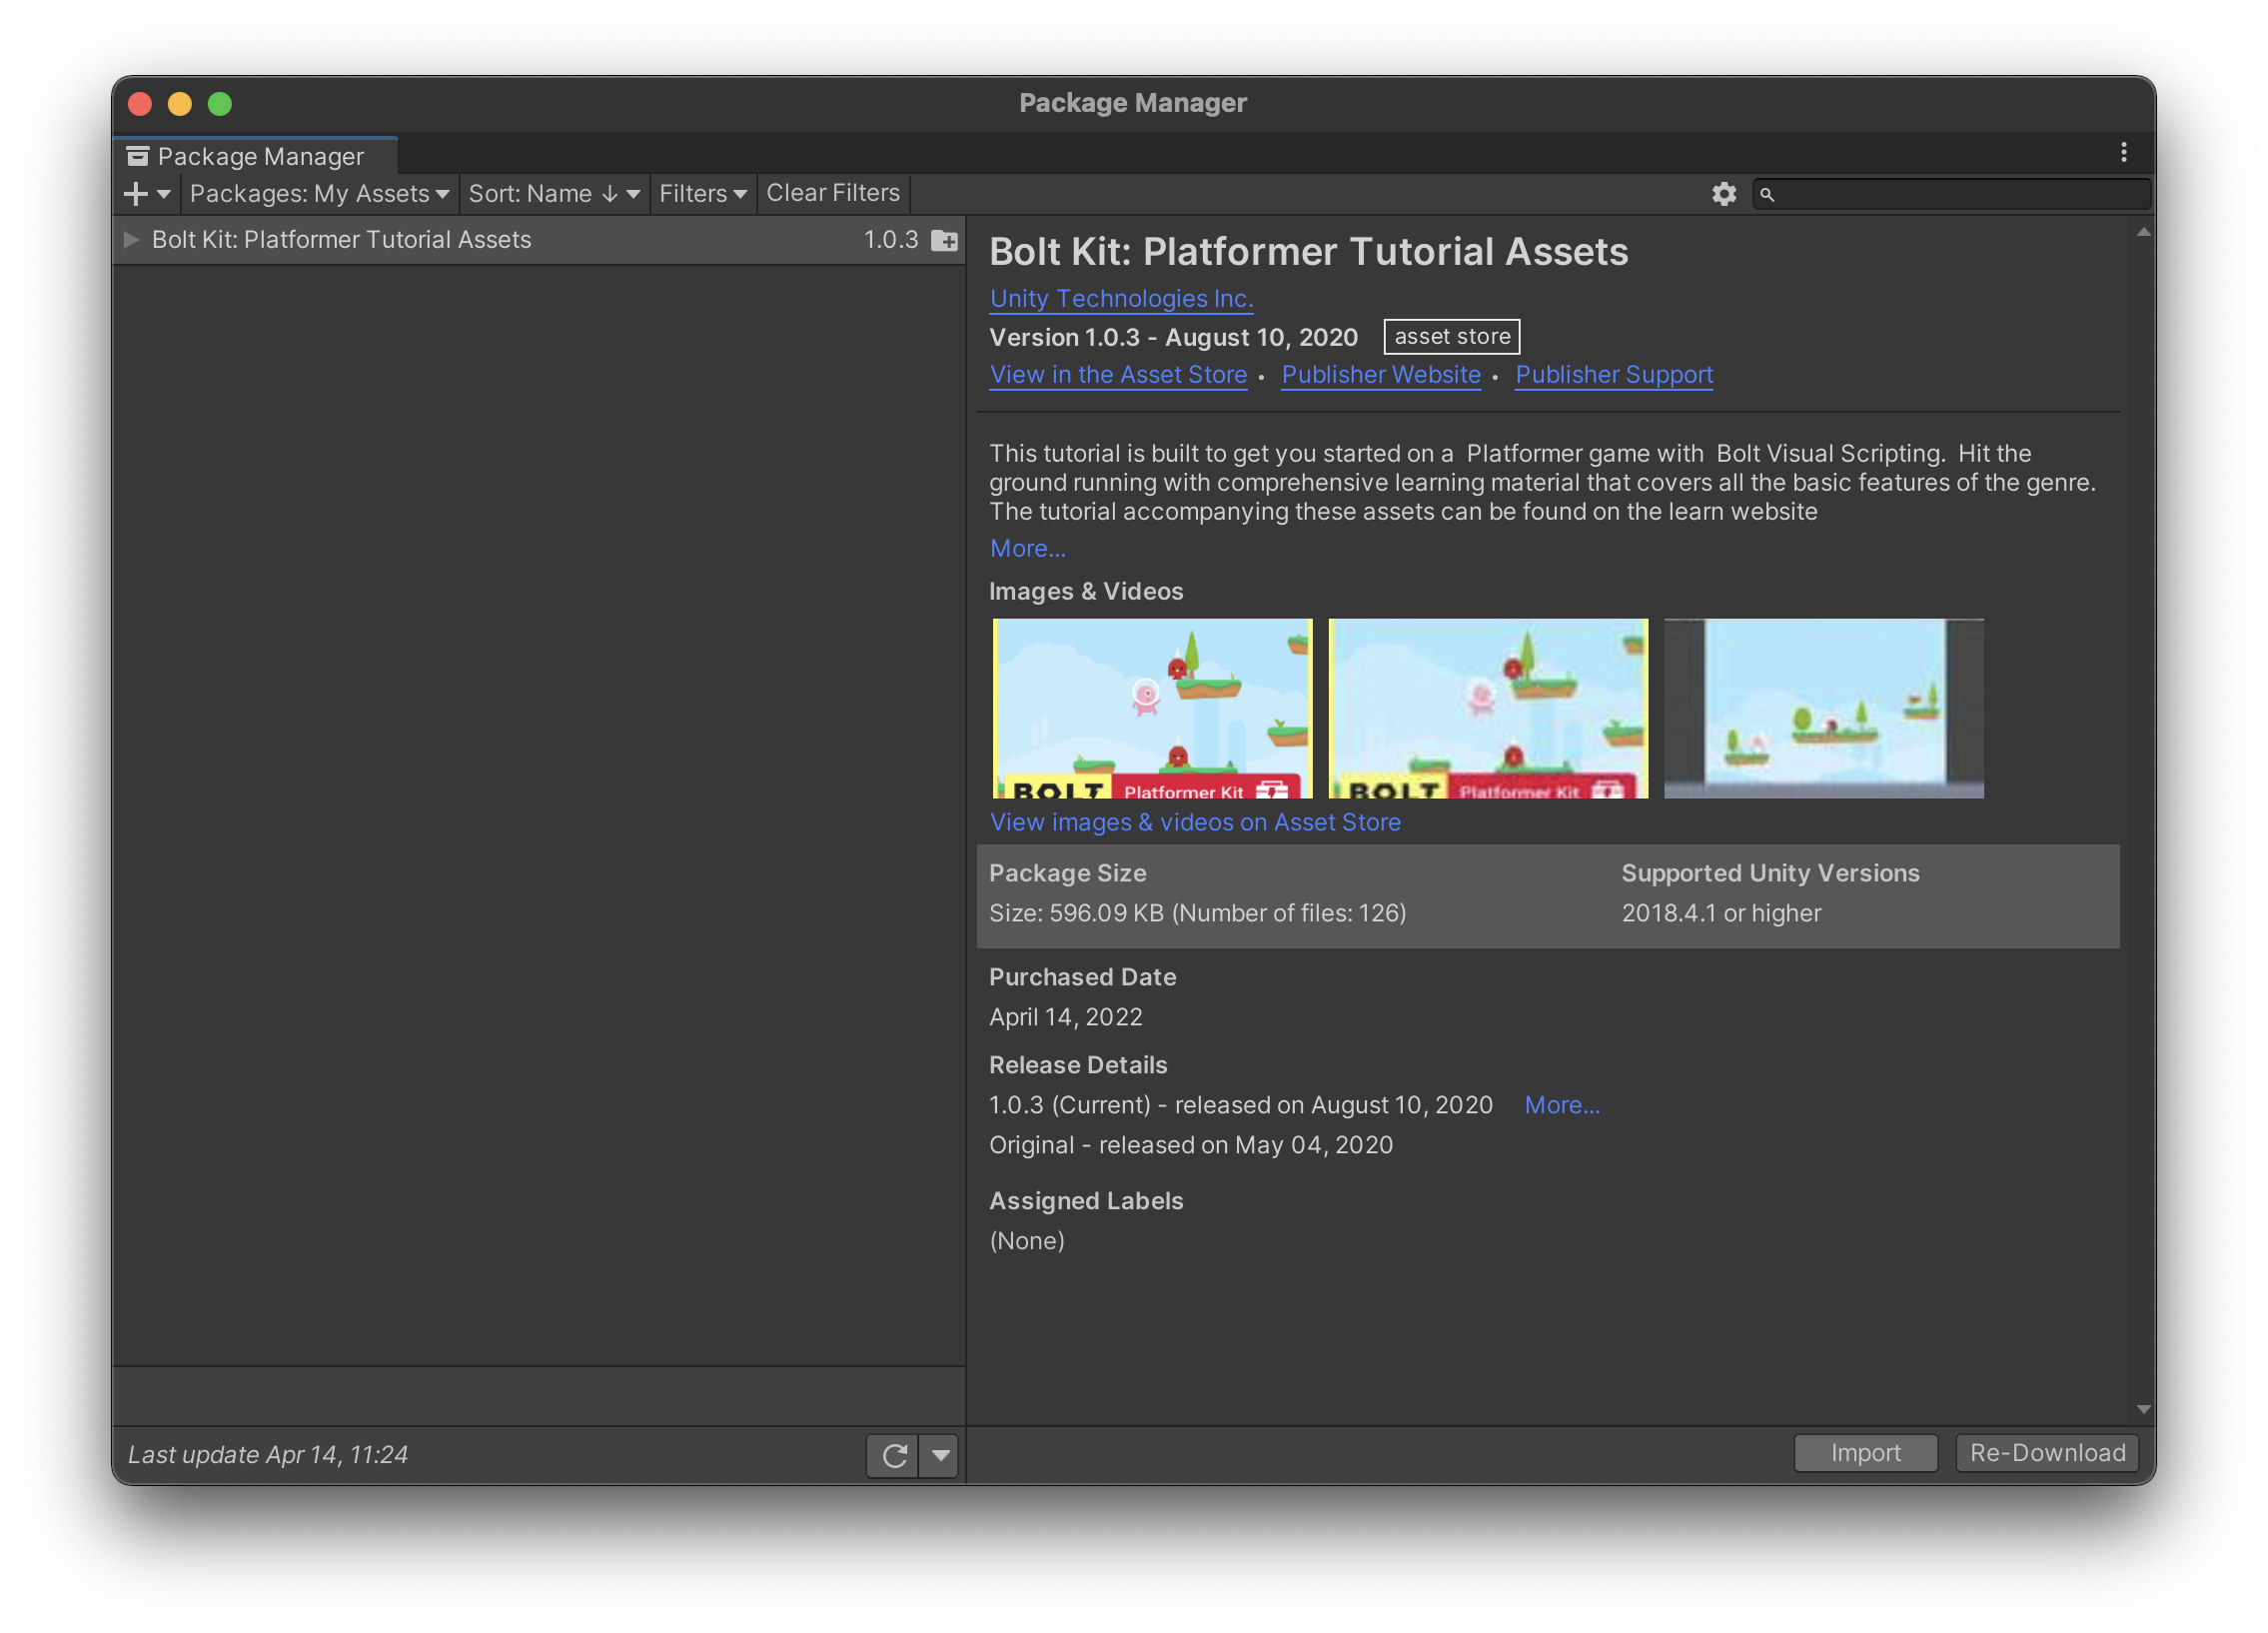 Package Manager
Package Manager
Packages: My Assets
Sort: Name ↓
Filters
Clear Filters
Bolt Kit: Platformer Tutorial Assets
1.0.3
Bolt Kit: Platformer Tutorial Assets
Unity Technologies Inc.
Version 1.0.3 - August 10, 2020
asset store
View in the Asset Store • Publisher Website • Publisher Support
This tutorial is built to get you started on a  Platformer game with  Bolt Visual Scripting.  Hit the
ground running with comprehensive learning material that covers all the basic features of the genre.
The tutorial accompanying these assets can be found on the learn website
More...
Images & Videos
BOLT Platformer Kit
BOLT Platformer Kit
View images & videos on Asset Store
Package Size
Size: 596.09 KB (Number of files: 126)
Supported Unity Versions
2018.4.1 or higher
Purchased Date
April 14, 2022
Release Details
1.0.3 (Current) - released on August 10, 2020 More...
Original - released on May 04, 2020
Assigned Labels
(None)
Last update Apr 14, 11:24
Import
Re-Download